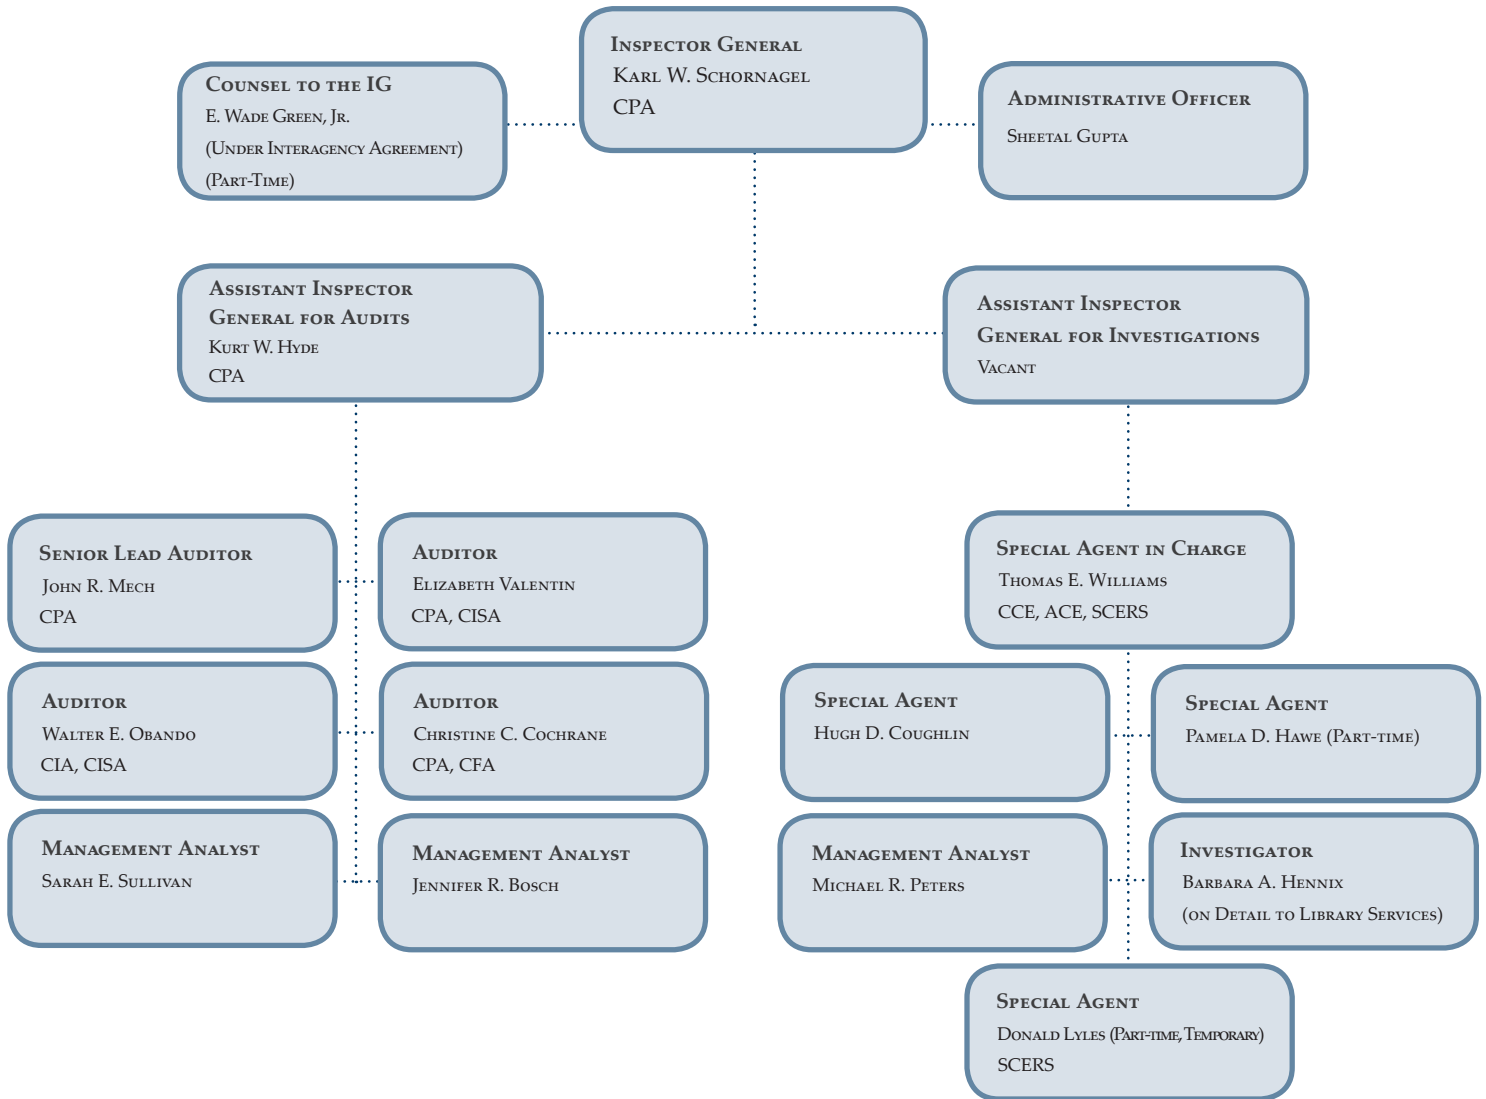 Inspector General
Karl W. Schornagel
CPA
Counsel to the IG
E. Wade Green, Jr.
(Under Interagency Agreement)
(Part-Time)
Administrative Officer
Sheetal Gupta
Assistant Inspector
General for Audits
Kurt W. Hyde
CPA
Assistant Inspector
General for Investigations
Vacant
Senior Lead Auditor
John R. Mech
CPA
Auditor
Elizabeth Valentin
CPA, CISA
Auditor
Walter E. Obando
CIA, CISA
Auditor
Christine C. Cochrane
CPA, CFA
Management Analyst
Sarah E. Sullivan
Management Analyst
Jennifer R. Bosch
Special Agent in Charge
Thomas E. Williams
CCE, ACE, SCERS
Special Agent
Hugh D. Coughlin
Special Agent
Pamela D. Hawe (Part-time)
Management Analyst
Michael R. Peters
Investigator
Barbara A. Hennix
(on Detail to Library Services)
Special Agent
Donald Lyles (Part-time, Temporary)
SCERS